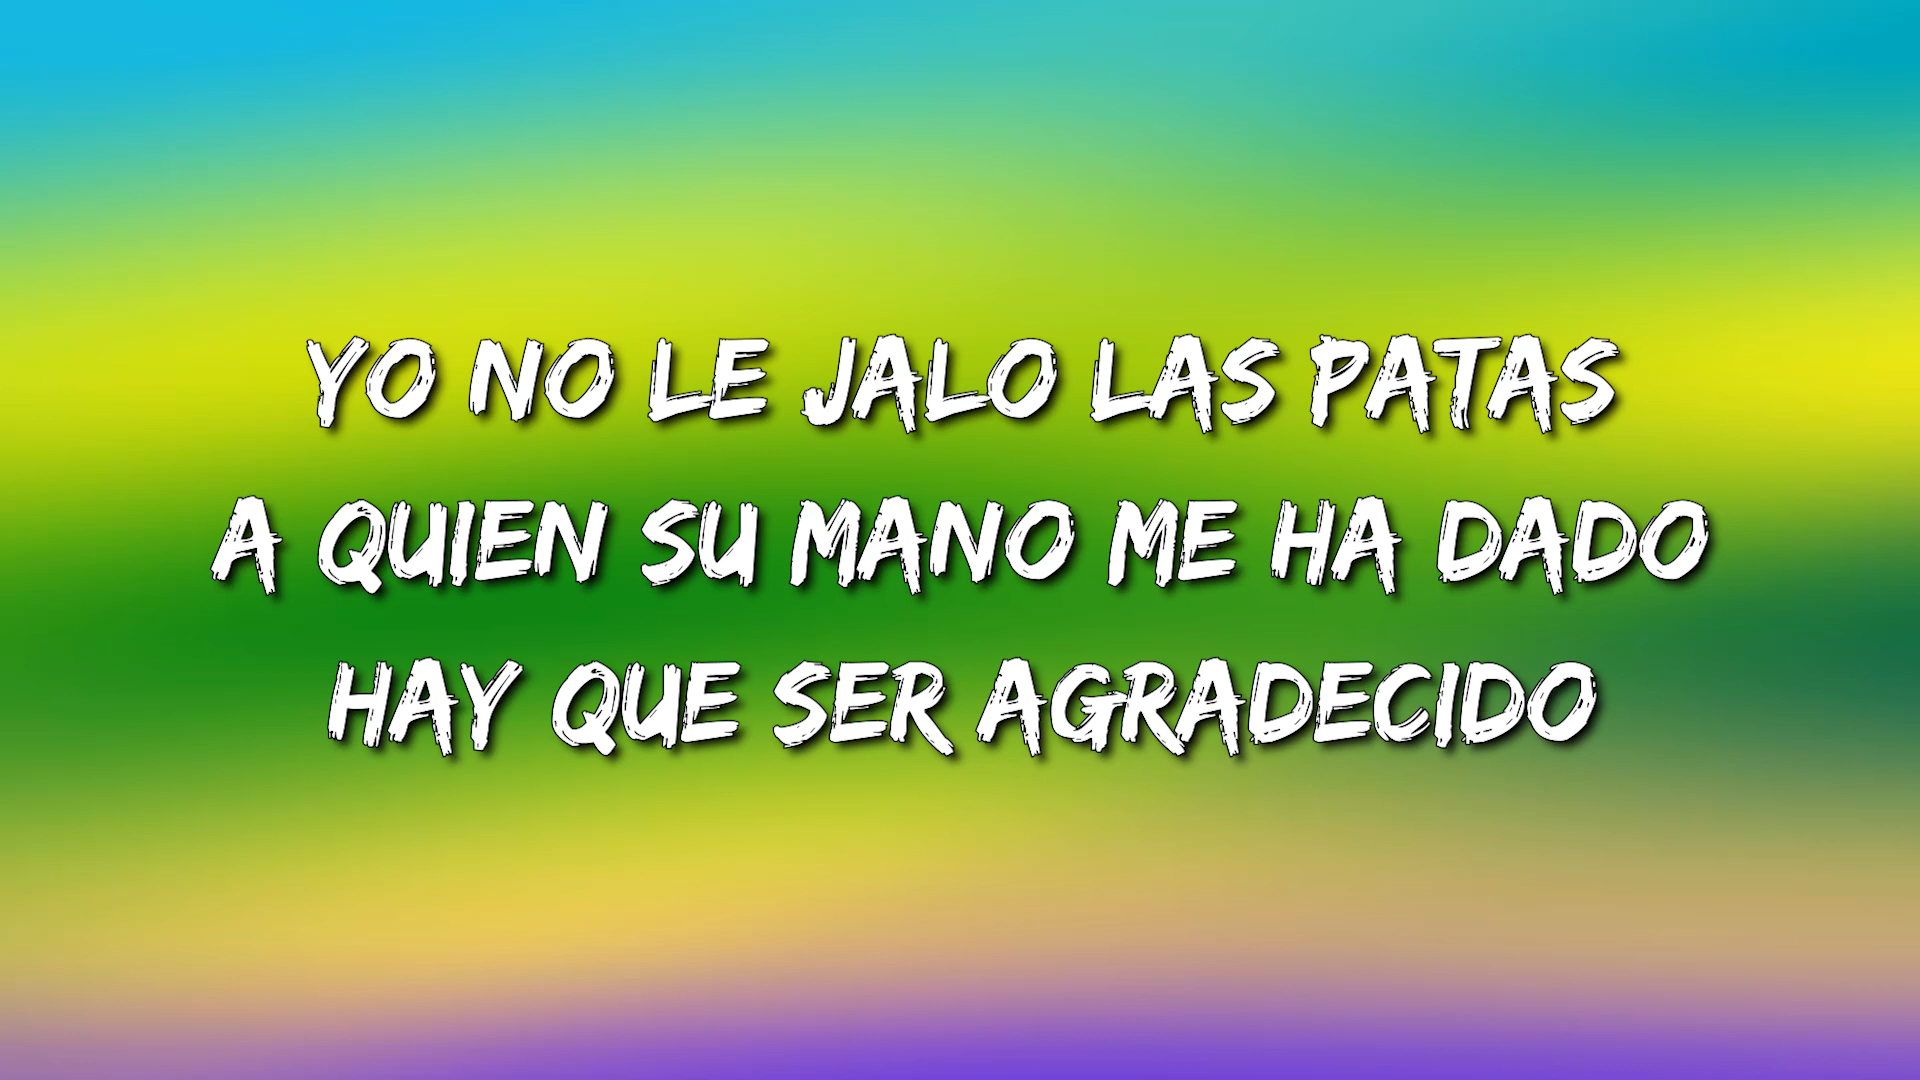 YO NO LE JALO LAS PATAS
A QUIEN SU MANO ME HA DADO
HAY QUE SER AGRADECIDO